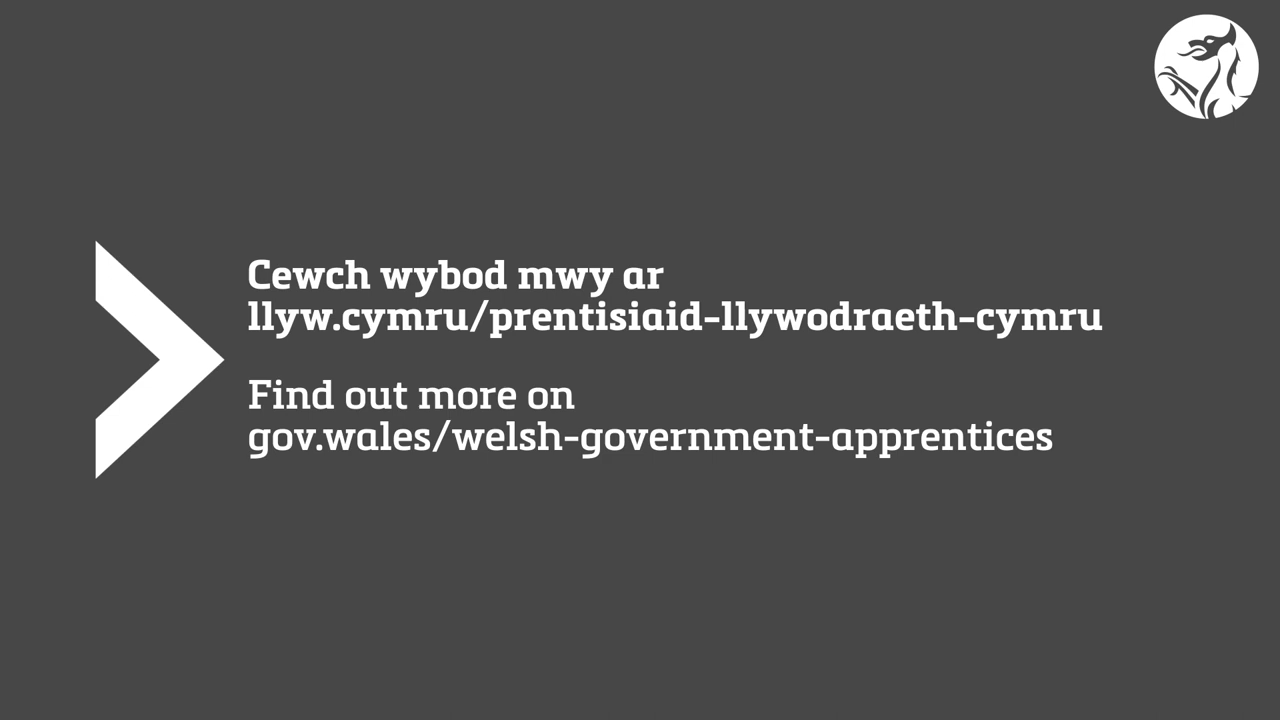 Cewch wybod mwy ar
llyw.cymru/prentisiaid-llywodraeth-cymru
Find out more on
gov.wales/welsh-government-apprentices